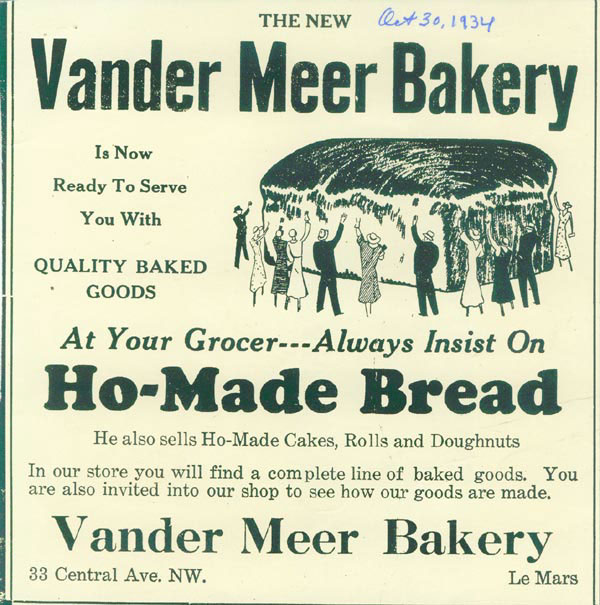 THE NEW Oct 30, 1934
Vander Meer Bakery
Is Now
Ready To Serve
You With
QUALITY BAKED
GOODS
At Your Grocer---Always Insist On
Ho-Made Bread
He also sells Ho-Made Cakes, Rolls and Doughnuts
In our store you will find a complete line of baked goods. You
are also invited into our shop to see how our goods are made.
Vander Meer Bakery
33 Central Ave. NW. Le Mars